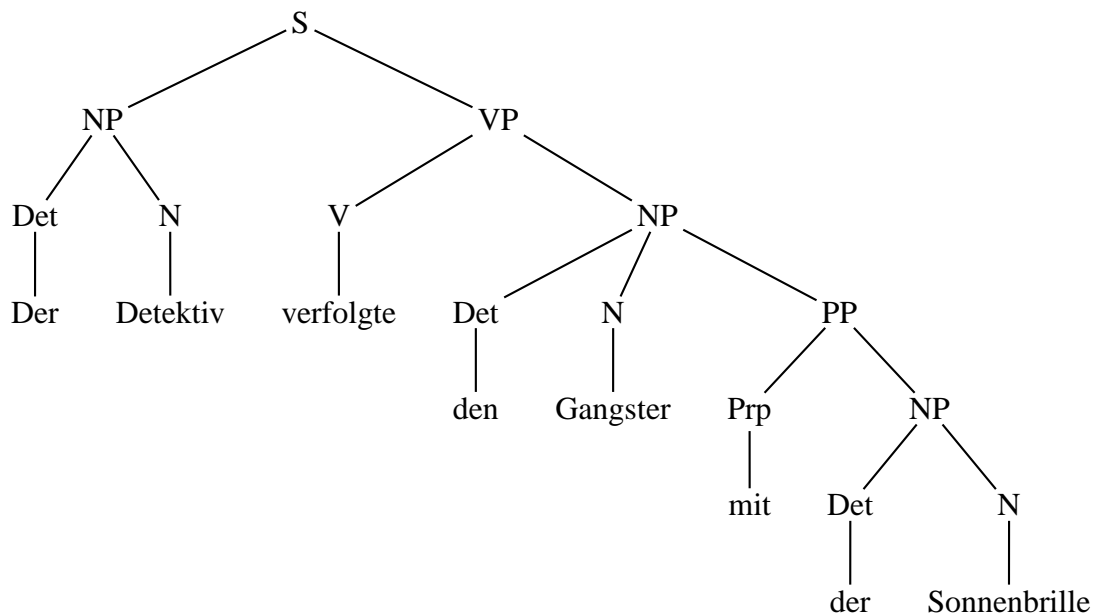 S
NP VP
Det N V NP
Der Detektiv verfolgte Det N PP
den Gangster Prp NP
mit Det N
der Sonnenbrille